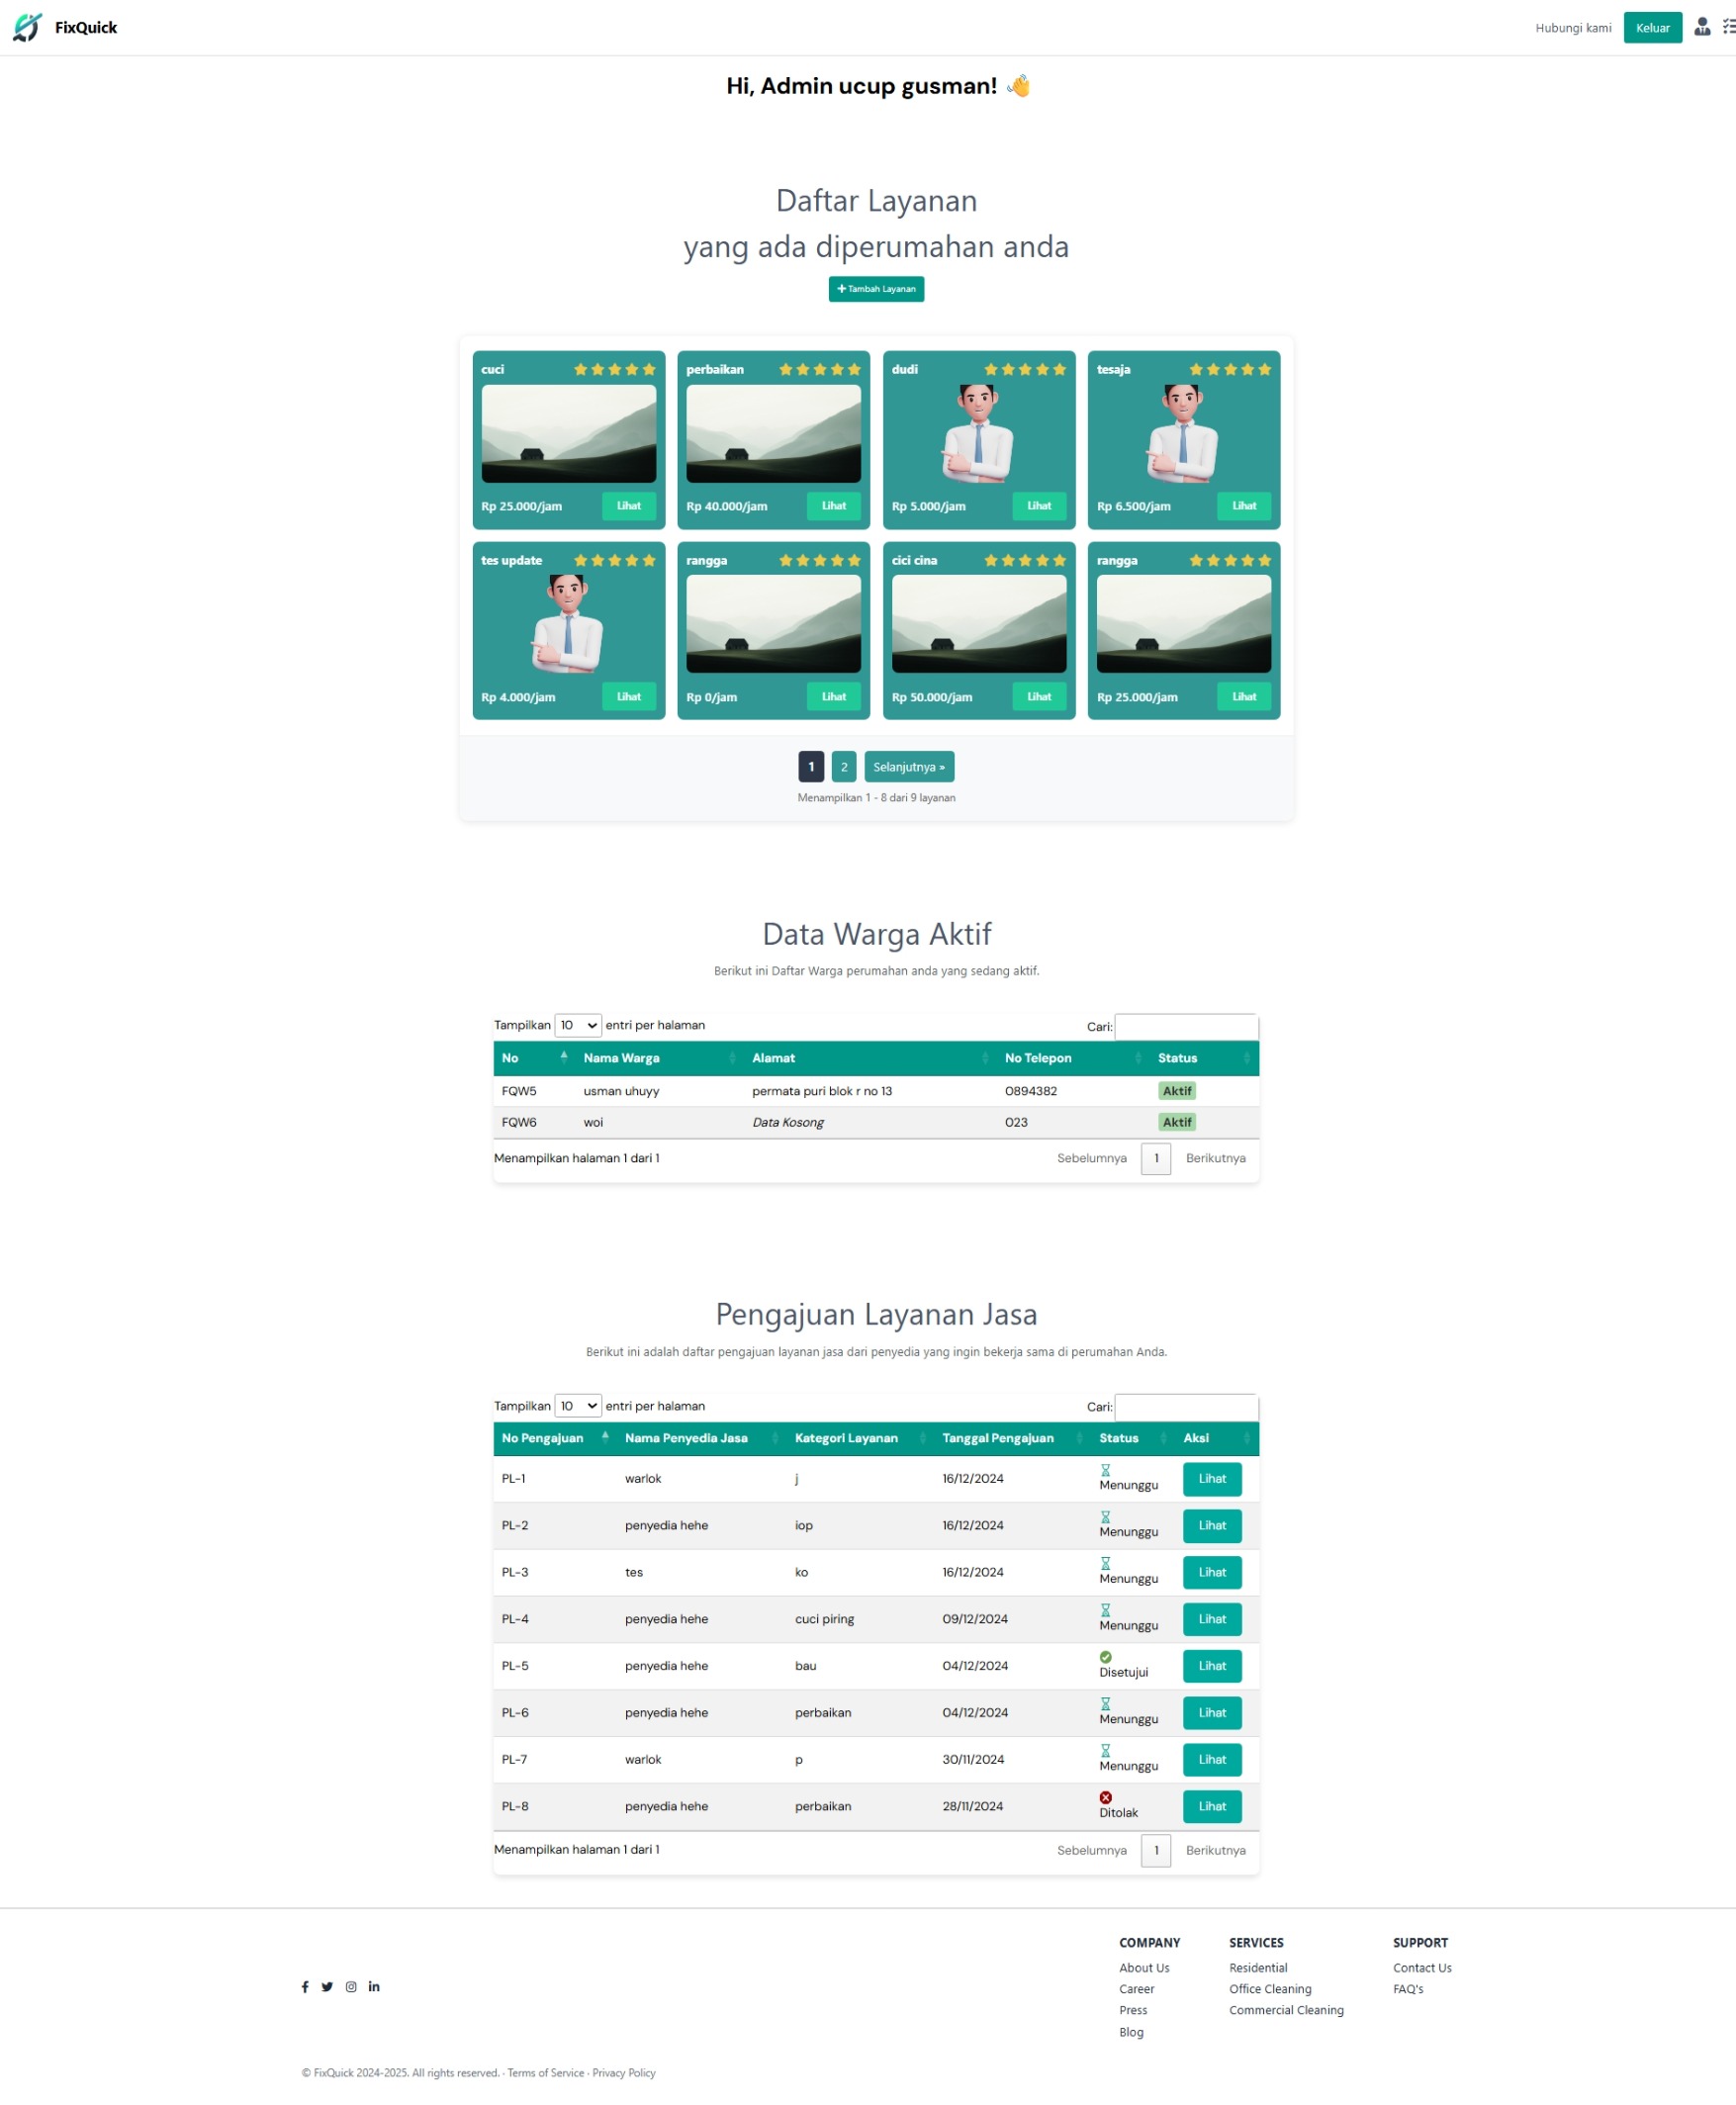 FixQuick
Hubungi kami
Keluar
Hi, Admin ucup gusman! 👋
Daftar Layanan
yang ada diperumahan anda
+ Tambah Layanan
cuci perbaikan dudi tesaja
Rp 25.000/jam Lihat Rp 40.000/jam Lihat Rp 5.000/jam Lihat Rp 6.500/jam Lihat
tes update rangga cici cina rangga
Rp 4.000/jam Lihat Rp 0/jam Lihat Rp 50.000/jam Lihat Rp 25.000/jam Lihat
1 2 Selanjutnya »
Menampilkan 1 - 8 dari 9 layanan
Data Warga Aktif
Berikut ini Daftar Warga perumahan anda yang sedang aktif.
Tampilkan 10 entri per halaman Cari:
No Nama Warga Alamat No Telepon Status
FQW5 usman uhuyy permata puri blok r no 13 0894382 Aktif
FQW6 woi Data Kosong 023 Aktif
Menampilkan halaman 1 dari 1 Sebelumnya 1 Berikutnya
Pengajuan Layanan Jasa
Berikut ini adalah daftar pengajuan layanan jasa dari penyedia yang ingin bekerja sama di perumahan Anda.
Tampilkan 10 entri per halaman Cari:
No Pengajuan Nama Penyedia Jasa Kategori Layanan Tanggal Pengajuan Status Aksi
PL-1 warlok j 16/12/2024 Menunggu Lihat
PL-2 penyedia hehe iop 16/12/2024 Menunggu Lihat
PL-3 tes ko 16/12/2024 Menunggu Lihat
PL-4 penyedia hehe cuci piring 09/12/2024 Menunggu Lihat
PL-5 penyedia hehe bau 04/12/2024 Disetujui Lihat
PL-6 penyedia hehe perbaikan 04/12/2024 Menunggu Lihat
PL-7 warlok p 30/11/2024 Menunggu Lihat
PL-8 penyedia hehe perbaikan 28/11/2024 Ditolak Lihat
Menampilkan halaman 1 dari 1 Sebelumnya 1 Berikutnya
COMPANY
About Us
Career
Press
Blog
SERVICES
Residential
Office Cleaning
Commercial Cleaning
SUPPORT
Contact Us
FAQ's
© FixQuick 2024-2025. All rights reserved. · Terms of Service · Privacy Policy